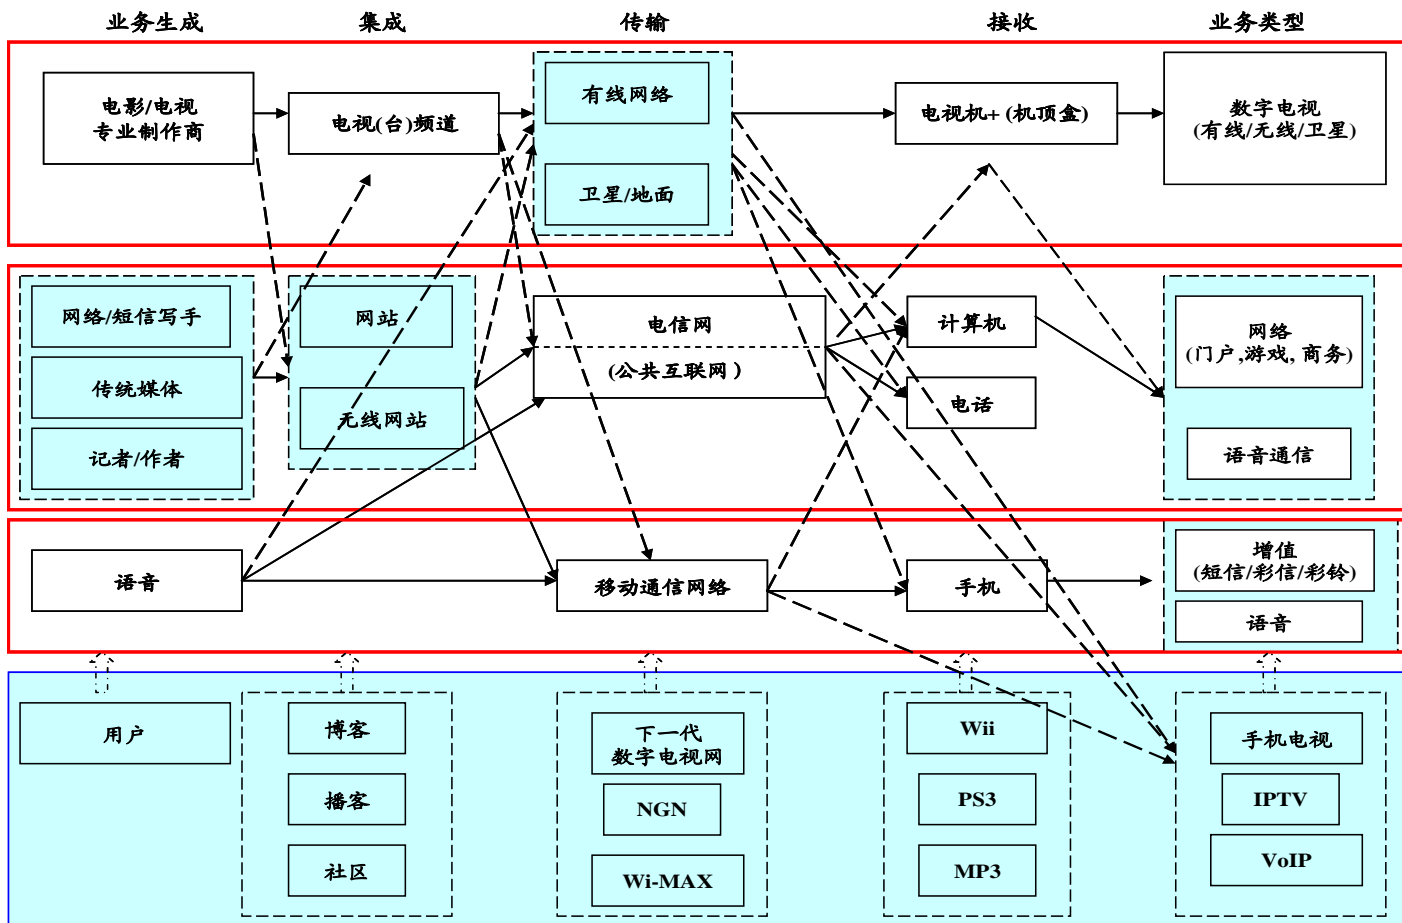 业务生成
集成
传输
接收
业务类型
电影/电视
专业制作商
电视(台)频道
有线网络
卫星/地面
电视机+ (机顶盒)
数字电视
(有线/无线/卫星)
网络/短信写手
传统媒体
记者/作者
网站
无线网站
电信网
(公共互联网)
计算机
电话
网络
(门户,游戏, 商务)
语音通信
语音
移动通信网络
手机
增值
(短信/彩信/彩铃)
语音
用户
博客
播客
社区
下一代
数字电视网
NGN
Wi-MAX
Wii
PS3
MP3
手机电视
IPTV
VoIP